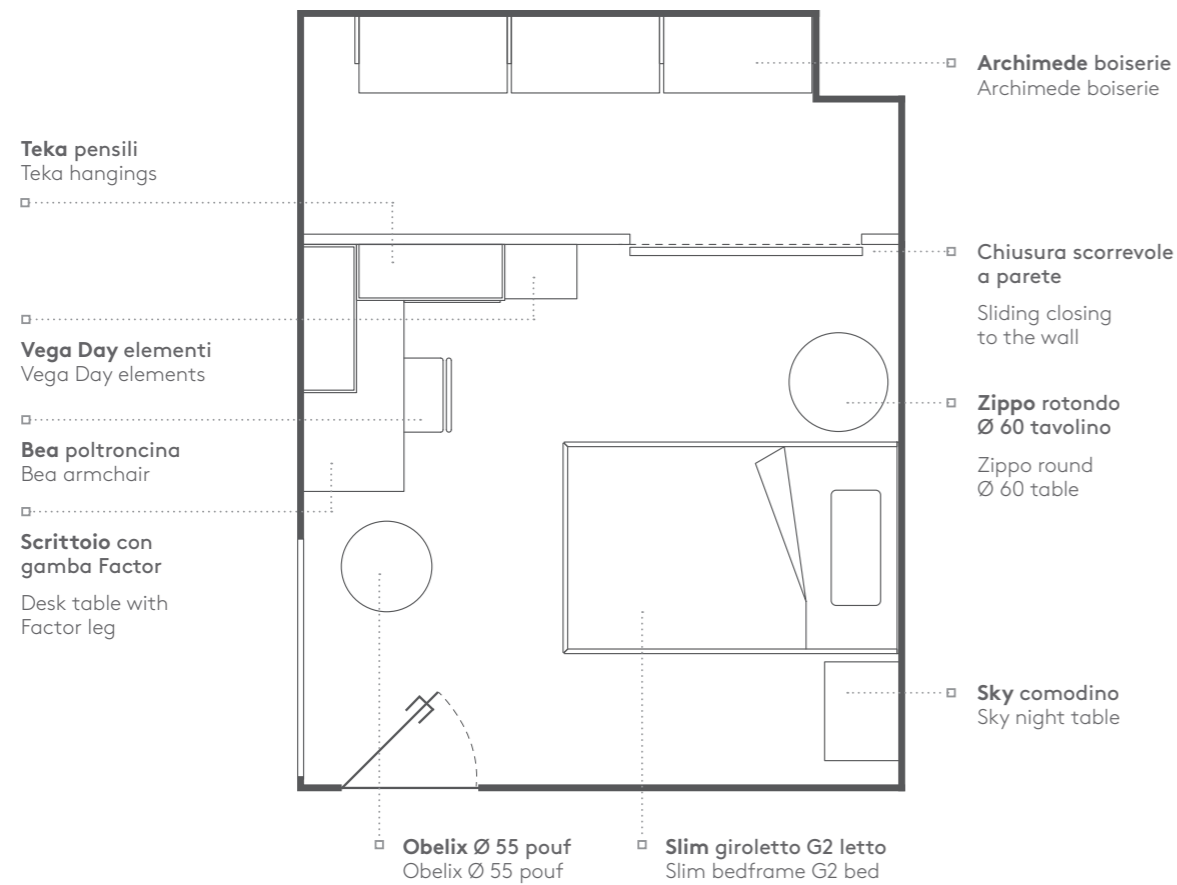 Teka pensili
Teka hangings
Vega Day elementi
Vega Day elements
Bea poltroncina
Bea armchair
Scrittoio con
gamba Factor
Desk table with
Factor leg
Archimede boiserie
Archimede boiserie
Chiusura scorrevole
a parete
Sliding closing
to the wall
Zippo rotondo
Ø 60 tavolino
Zippo round
Ø 60 table
Sky comodino
Sky night table
Obelix Ø 55 pouf
Obelix Ø 55 pouf
Slim giroletto G2 letto
Slim bedframe G2 bed